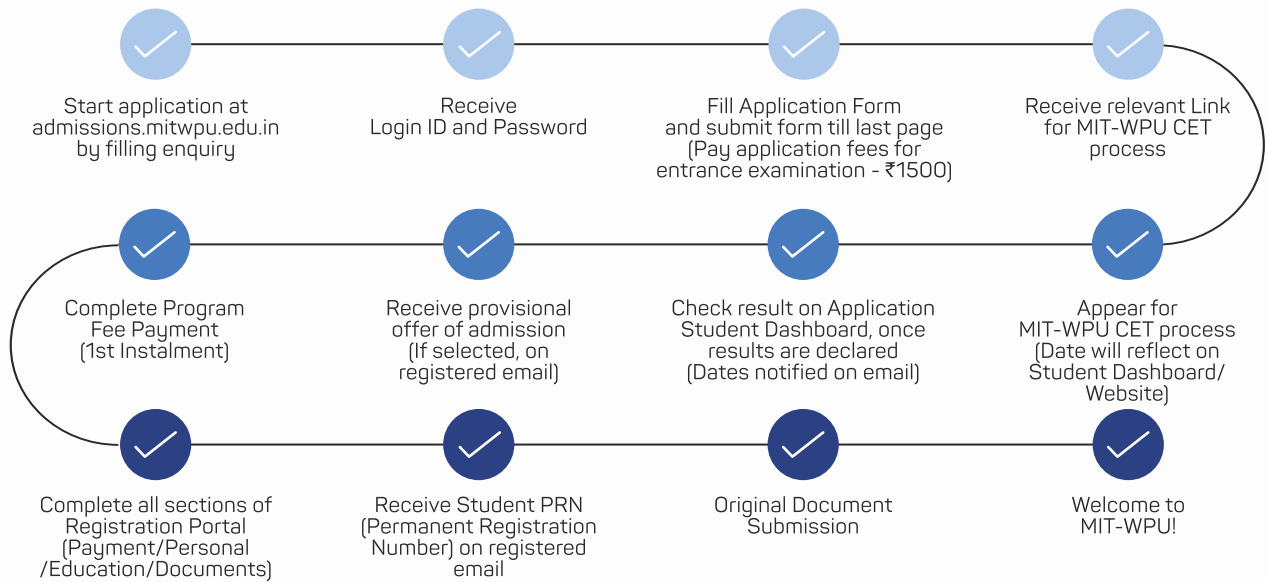 Start application at
admissions.mitwpu.edu.in
by filling enquiry
Receive
Login ID and Password
Fill Application Form
and submit form till last page
(Pay application fees for
entrance examination - ₹1500)
Receive relevant Link
for MIT-WPU CET
process
Appear for
MIT-WPU CET process
(Date will reflect on
Student Dashboard/
Website)
Check result on Application
Student Dashboard, once
results are declared
(Dates notified on email)
Receive provisional
offer of admission
(If selected, on
registered email)
Complete Program
Fee Payment
(1st Instalment)
Complete all sections of
Registration Portal
(Payment/Personal
/Education/Documents)
Receive Student PRN
(Permanent Registration
Number) on registered
email
Original Document
Submission
Welcome to
MIT-WPU!